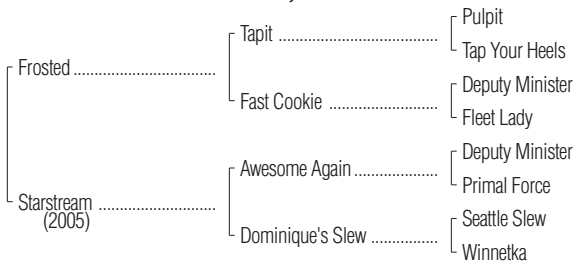 Pulpit
Tapit ........................................
Tap Your Heels
Frosted ...................................
Deputy Minister
Fast Cookie ...........................
Fleet Lady
Deputy Minister
Awesome Again .....................
Primal Force
Starstream .............................
(2005)
Seattle Slew
Dominique's Slew .................
Winnetka